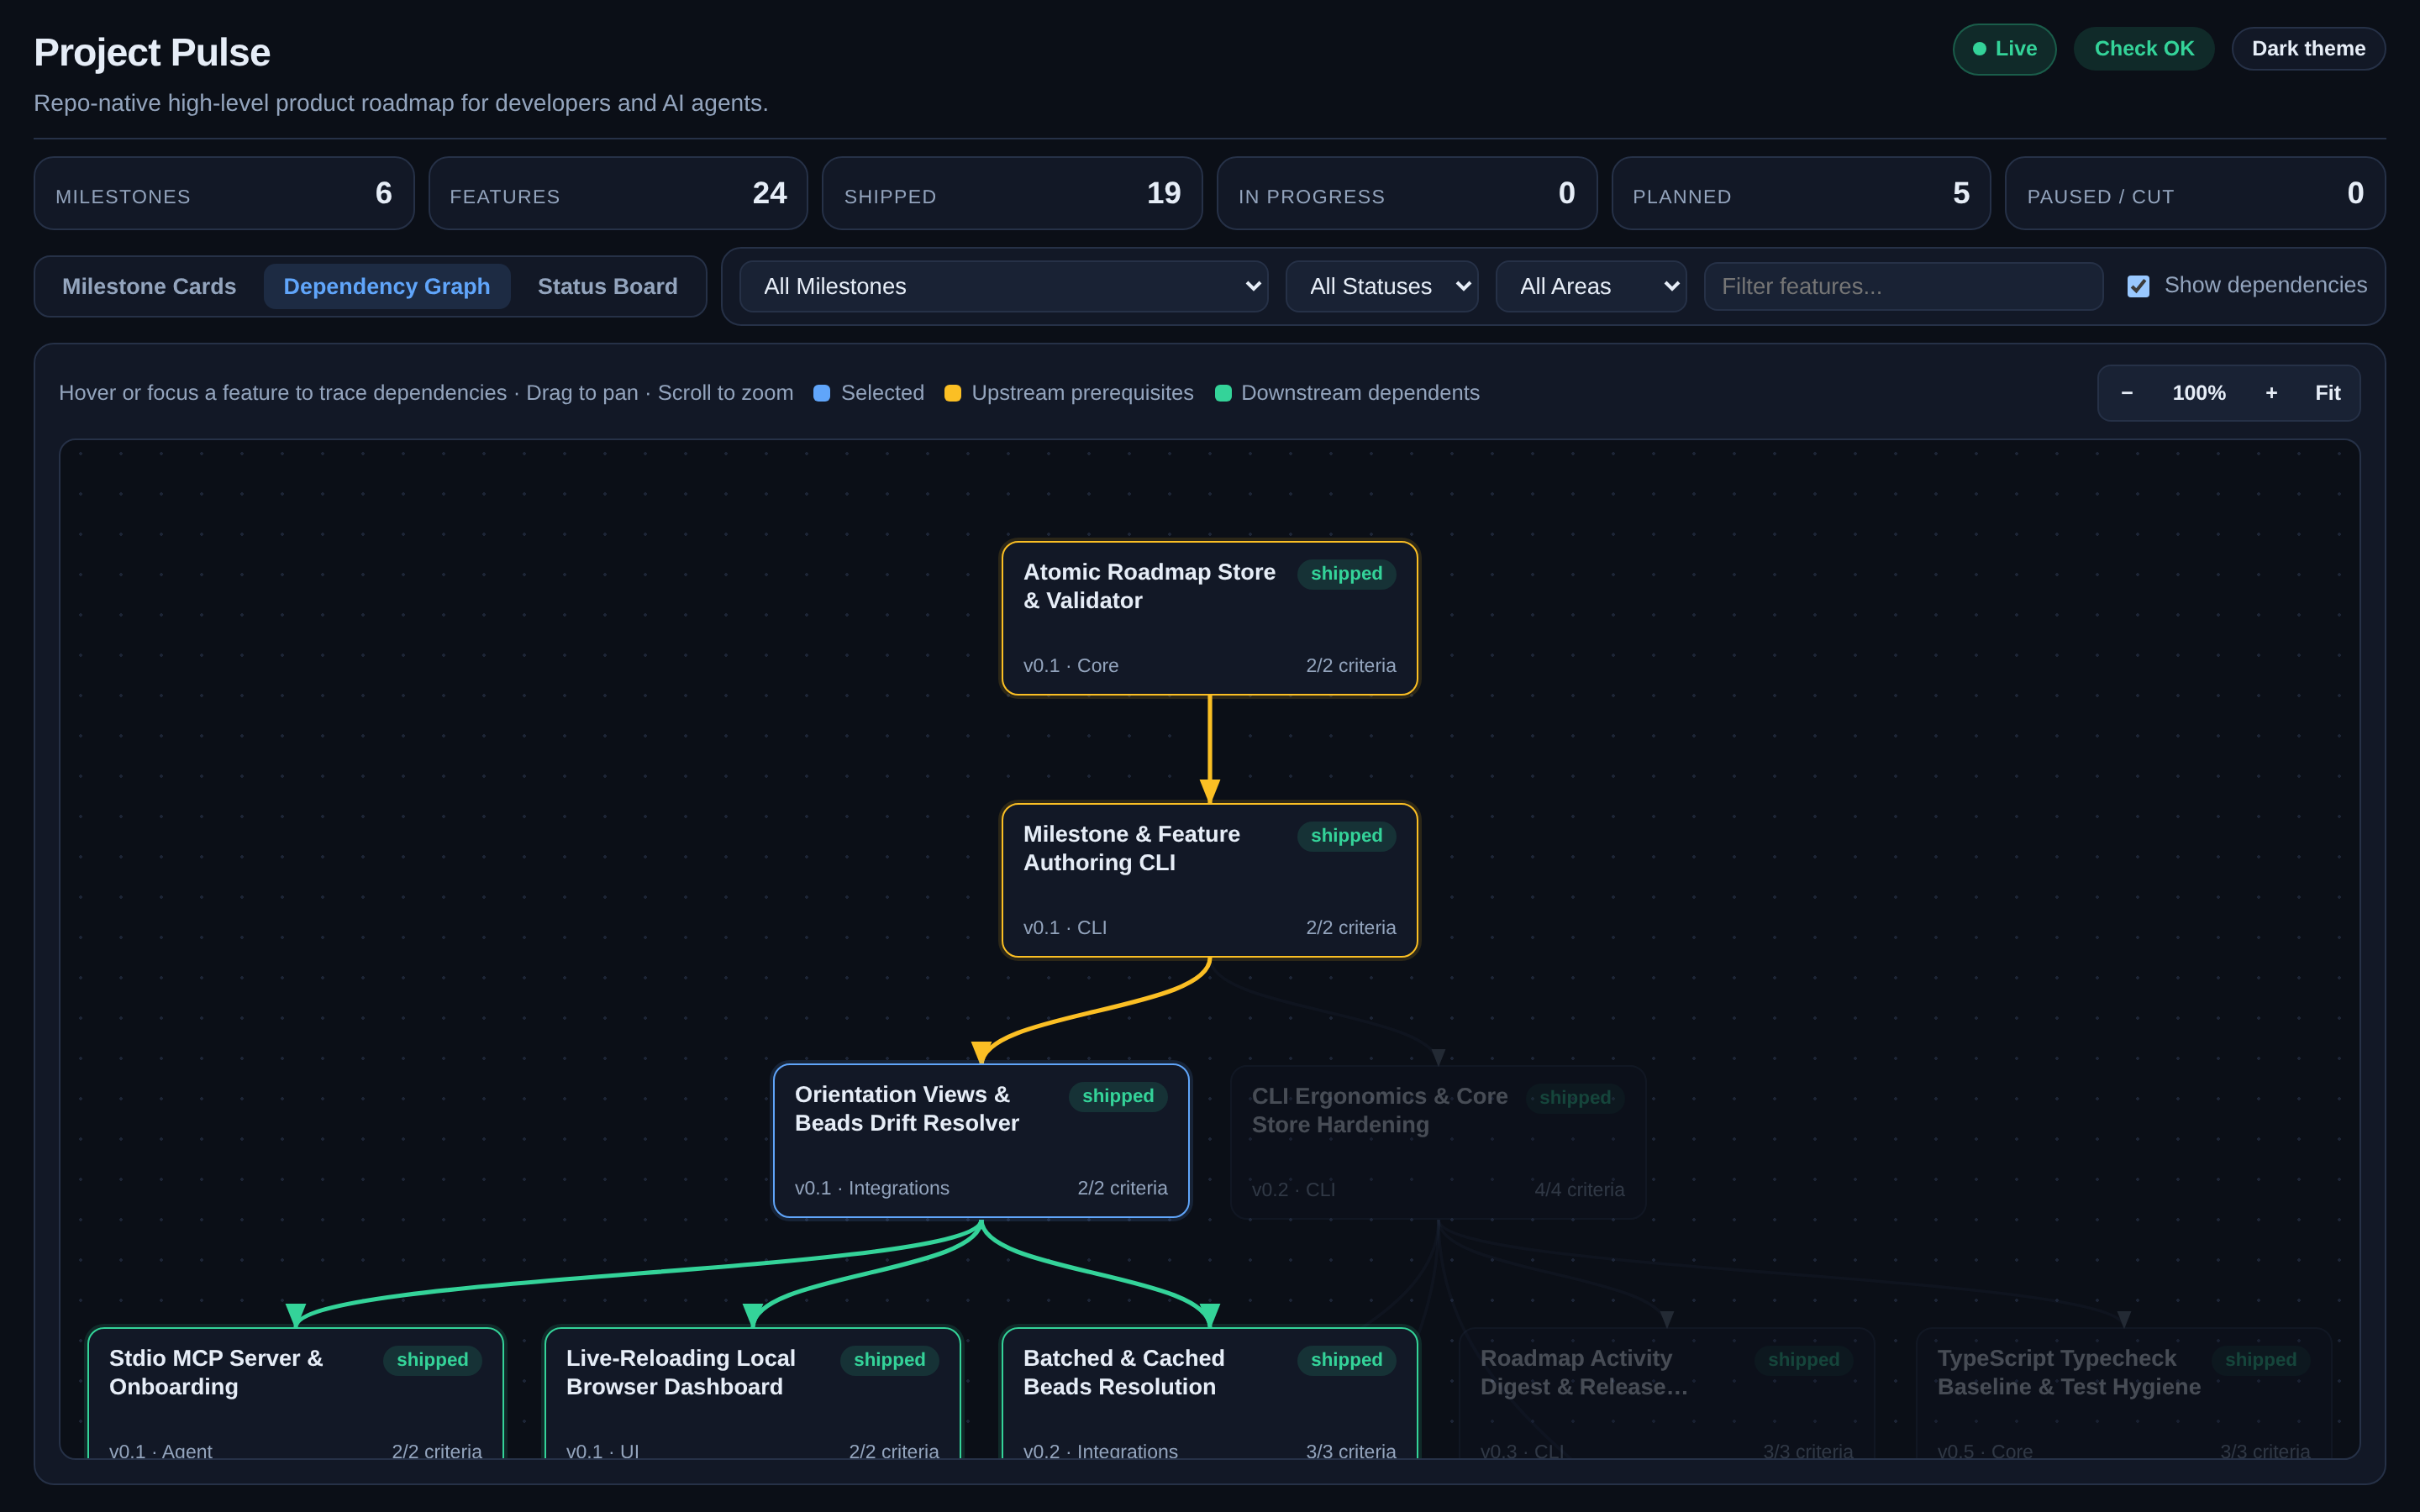 Project Pulse
Live
Check OK
Dark theme
Repo-native high-level product roadmap for developers and AI agents.
MILESTONES 6
FEATURES 24
SHIPPED 19
IN PROGRESS 0
PLANNED 5
PAUSED / CUT 0
Milestone Cards
Dependency Graph
Status Board
All Milestones
All Statuses
All Areas
Filter features...
Show dependencies
Hover or focus a feature to trace dependencies · Drag to pan · Scroll to zoom
Selected
Upstream prerequisites
Downstream dependents
− 100% + Fit
Atomic Roadmap Store
& Validator
shipped
v0.1 · Core
2/2 criteria
Milestone & Feature
Authoring CLI
shipped
v0.1 · CLI
2/2 criteria
Orientation Views &
Beads Drift Resolver
shipped
v0.1 · Integrations
2/2 criteria
CLI Ergonomics & Core
Store Hardening
shipped
v0.2 · CLI
4/4 criteria
Stdio MCP Server &
Onboarding
shipped
v0.1 · Agent
2/2 criteria
Live-Reloading Local
Browser Dashboard
shipped
v0.1 · UI
2/2 criteria
Batched & Cached
Beads Resolution
shipped
v0.2 · Integrations
3/3 criteria
Roadmap Activity
Digest & Release…
shipped
v0.3 · CLI
3/3 criteria
TypeScript Typecheck
Baseline & Test Hygiene
shipped
v0.5 · Core
3/3 criteria